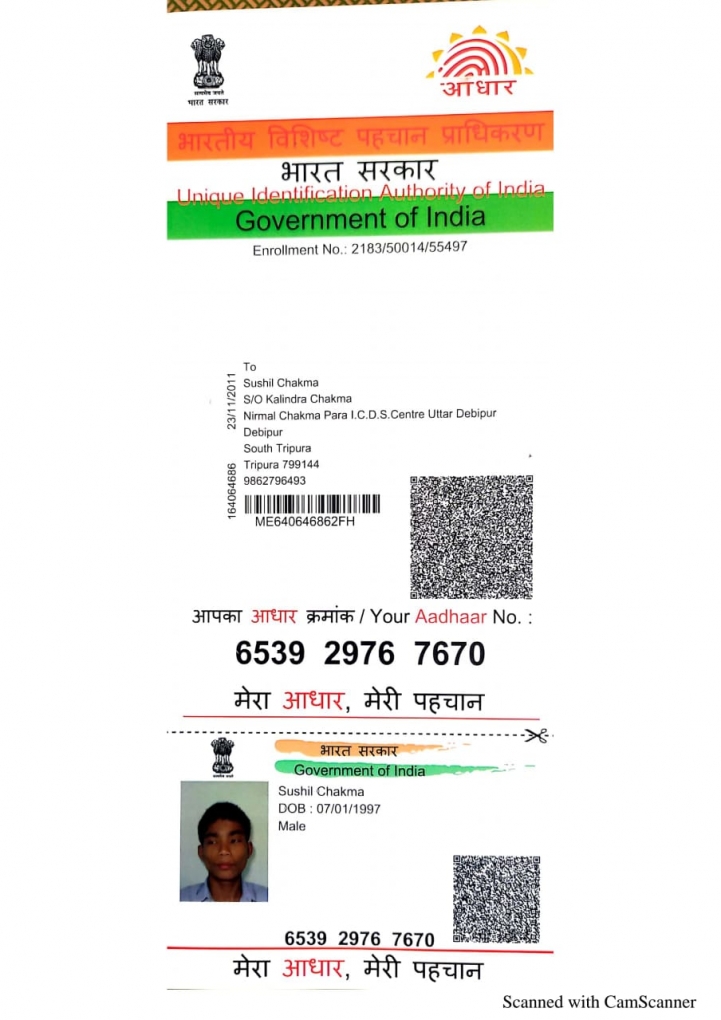 सत्यमेव जयते
भारत सरकार
आधार
भारतीय विशिष्ट पहचान प्राधिकरण
भारत सरकार
Unique Identification Authority of India
Government of India
Enrollment No.: 2183/50014/55497
To
Sushil Chakma
S/O Kalindra Chakma
Nirmal Chakma Para I.C.D.S.Centre Uttar Debipur
Debipur
South Tripura
Tripura 799144
9862796493
23/11/2011
164064686
ME640646862FH
आपका आधार क्रमांक / Your Aadhaar No. :
6539 2976 7670
मेरा आधार, मेरी पहचान
सत्यमेव जयते
भारत सरकार
Government of India
Sushil Chakma
DOB : 07/01/1997
Male
6539 2976 7670
मेरा आधार, मेरी पहचान
Scanned with CamScanner